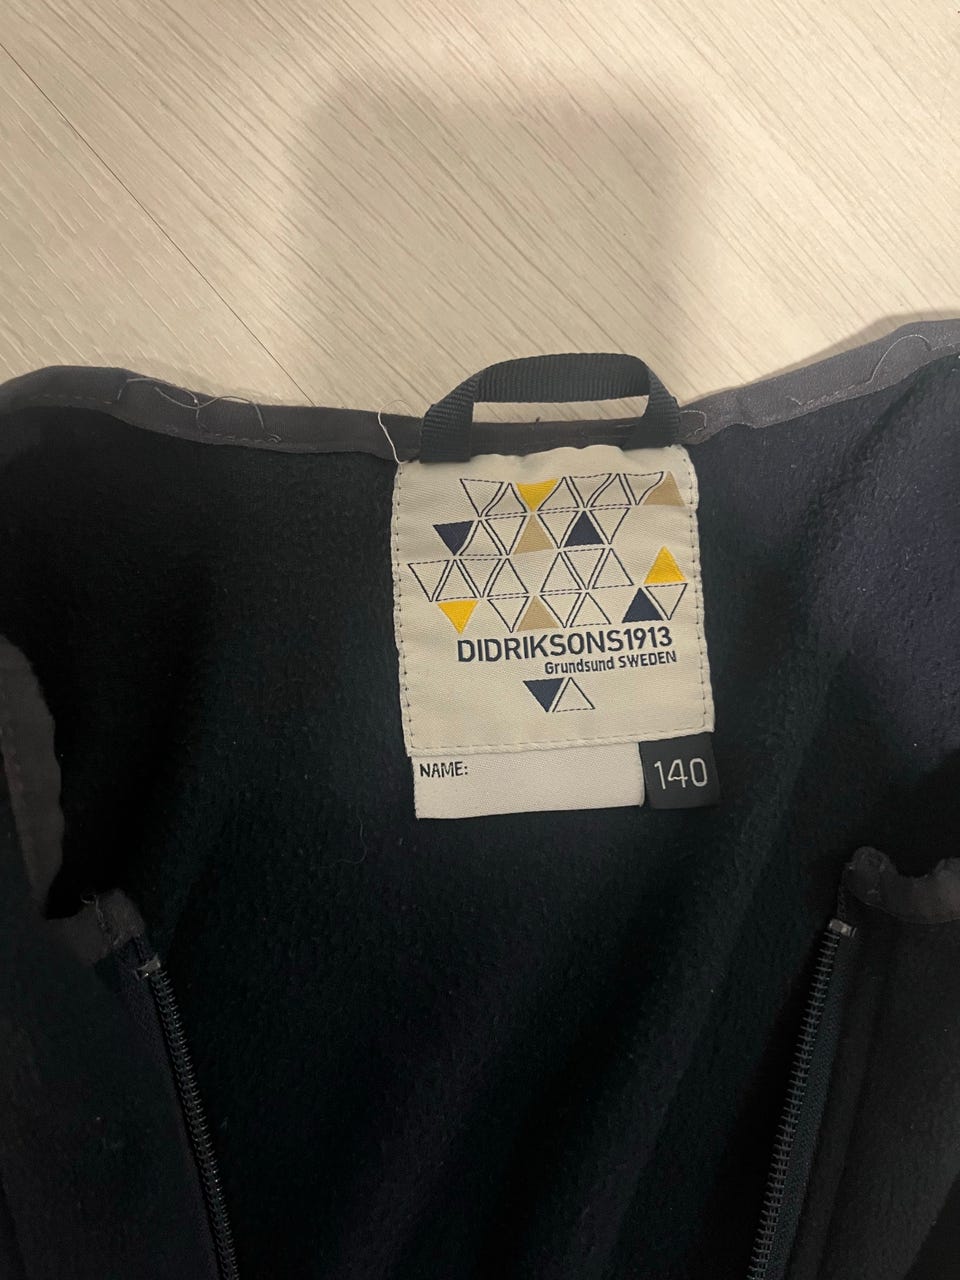 DIDRIKSONS1913
Grundsund SWEDEN
NAME:
140